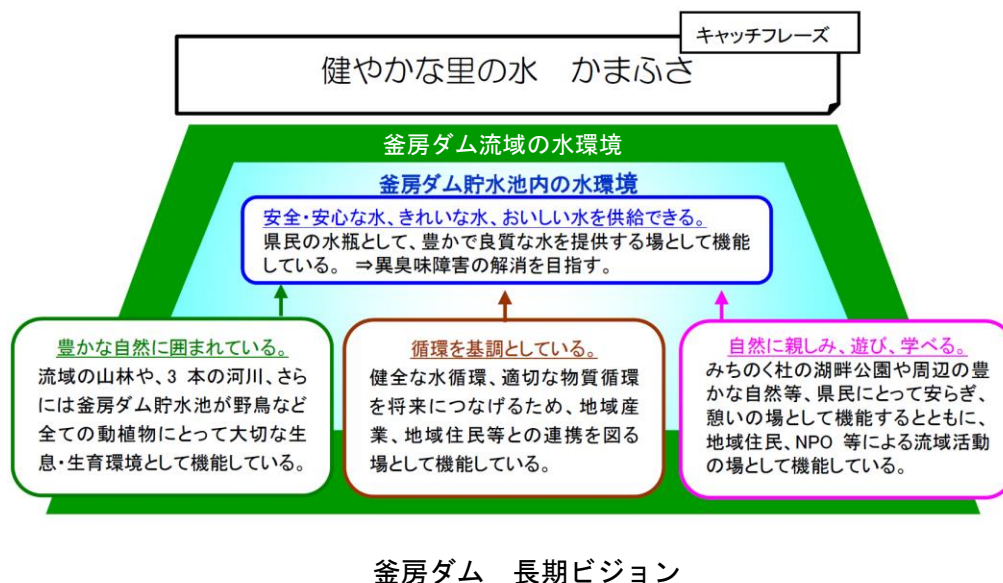 キャッチフレーズ
健やかな里の水　かまふさ
釜房ダム流域の水環境
釜房ダム貯水池内の水環境
安全・安心な水、きれいな水、おいしい水を供給できる。
県民の水瓶として、豊かで良質な水を提供する場として機能
している。 ⇒異臭味障害の解消を目指す。
豊かな自然に囲まれている。
流域の山林や、3 本の河川、さら
には釜房ダム貯水池が野鳥など
全ての動植物にとって大切な生
息・生育環境として機能している。
循環を基調としている。
健全な水循環、適切な物質循環
を将来につなげるため、地域産
業、地域住民等との連携を図る
場として機能している。
自然に親しみ、遊び、学べる。
みちのく杜の湖畔公園や周辺の豊
かな自然等、県民にとって安らぎ、
憩いの場として機能するとともに、
地域住民、NPO 等による流域活動
の場として機能している。
釜房ダム　長期ビジョン